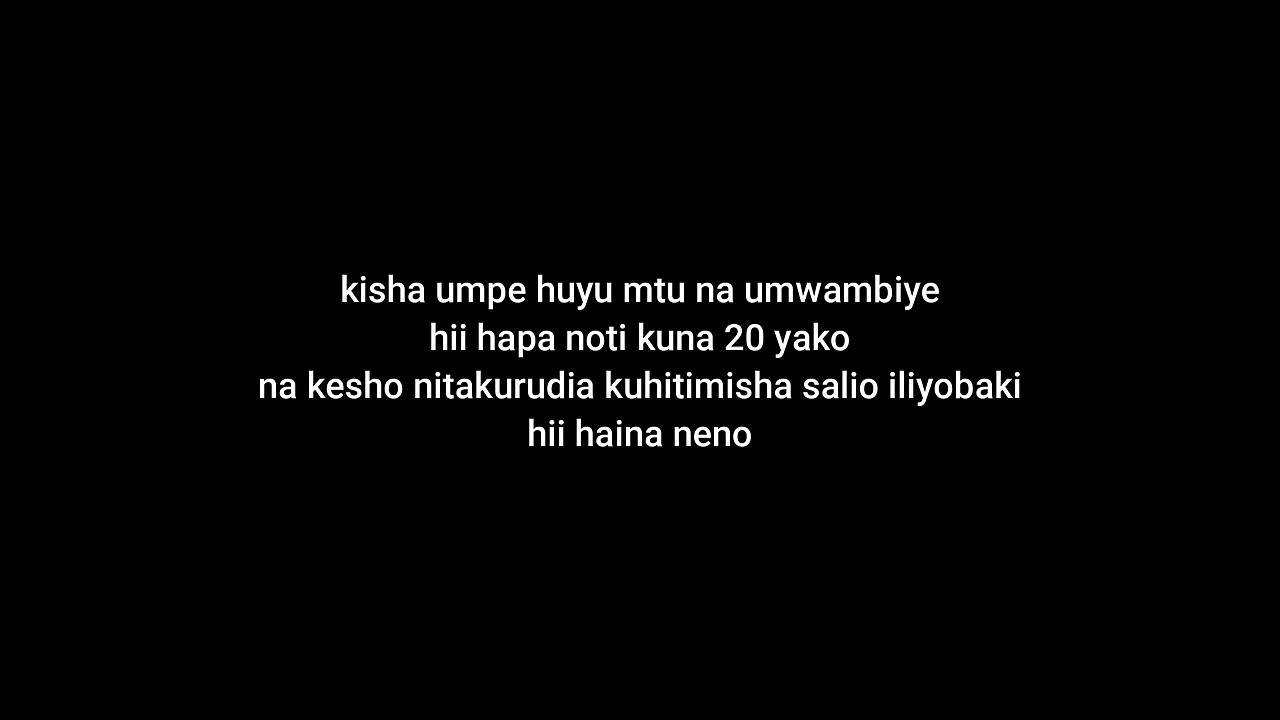 kisha umpe huyu mtu na umwambiye
hii hapa noti kuna 20 yako
na kesho nitakurudia kuhitimisha salio iliyobaki
hii haina neno